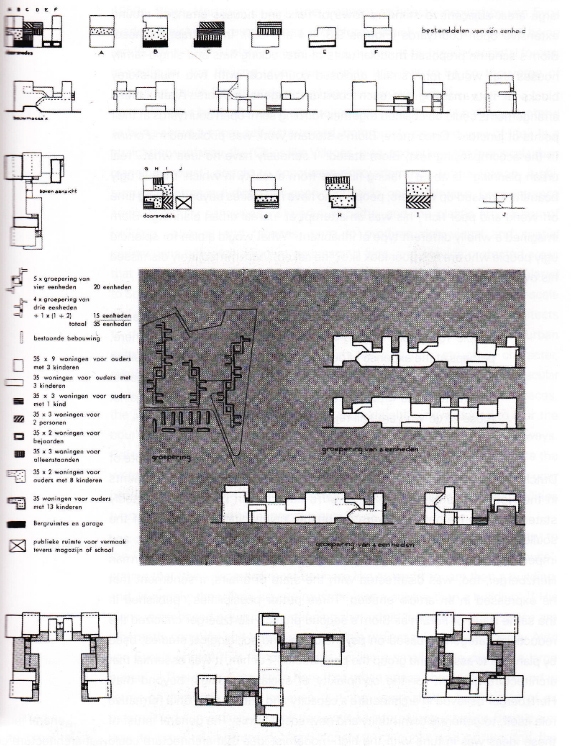 A B C D E F
doorsnede
A
B
C
D
E
F
bestanddelen van één eenheid
bouwmassa's
bovenaanzicht
G H I J
doorsnede
G
H
I
J
5 x groepering van
vier eenheden 20 eenheden
4 x groepering van
drie eenheden
+ 1 x (1 + 2) 15 eenheden
totaal 35 eenheden
bestaande bebouwing
35 x 9 woningen voor ouders
met 3 kinderen
35 woningen voor ouders met
3 kinderen
35 x 3 woningen voor ouders
met 1 kind
35 x 3 woningen voor
2 personen
35 x 2 woningen voor
bejaarden
35 x 3 woningen voor
alleenstaanden
35 x 2 woningen voor
ouders met 8 kinderen
35 woningen voor ouders
met 13 kinderen
Bergruimtes en garage
publieke ruimte voor vermaak
tevens magazijn of school
groepering
groepering van 3 eenheden
groepering van 4 eenheden